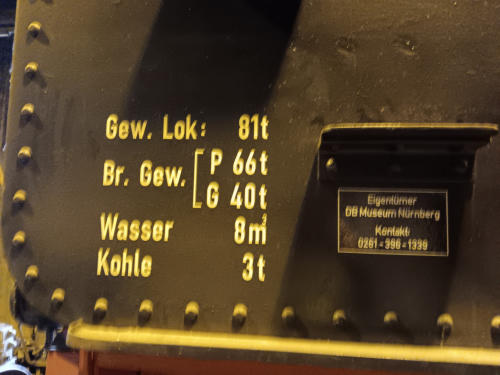 Gew. Lok: 81t
Br. Gew. [ P 66t
G 40t
Wasser 8m³
Kohle 3t
Eigentümer
DB Museum Nürnberg
Kontakt:
0261-396-1339